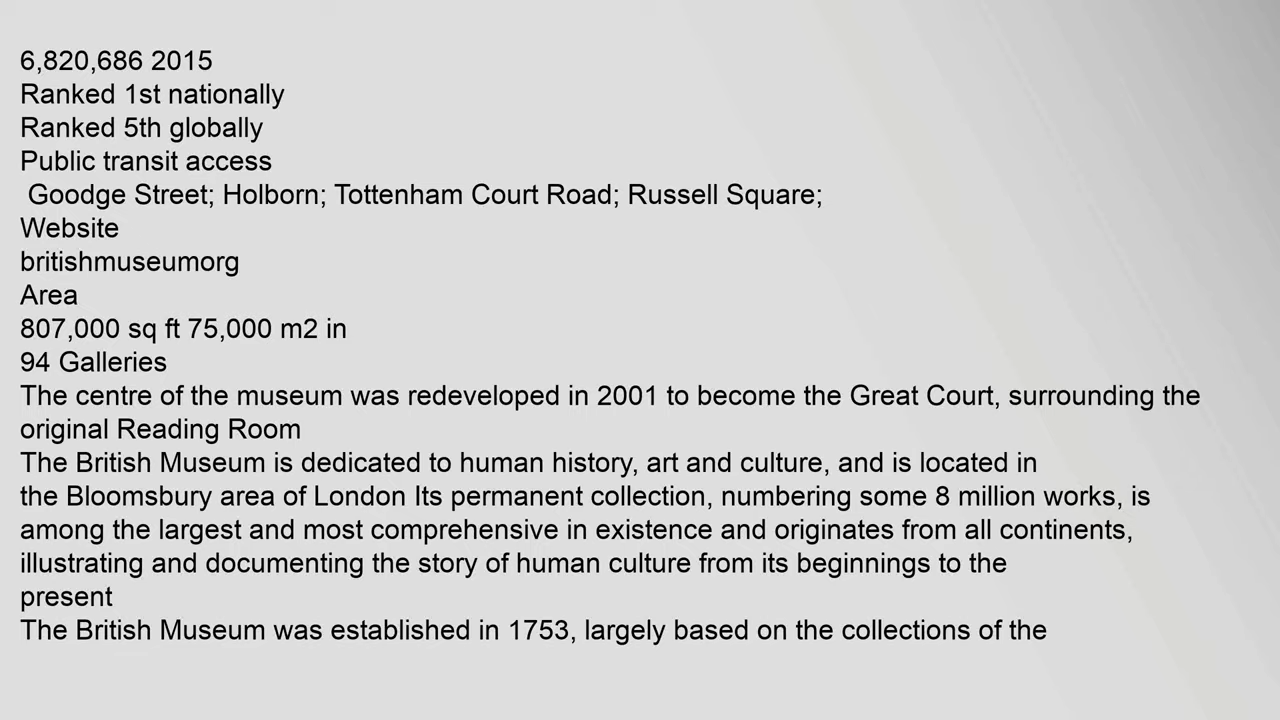 6,820,686 2015
Ranked 1st nationally
Ranked 5th globally
Public transit access
Goodge Street; Holborn; Tottenham Court Road; Russell Square;
Website
britishmuseumorg
Area
807,000 sq ft 75,000 m2 in
94 Galleries
The centre of the museum was redeveloped in 2001 to become the Great Court, surrounding the
original Reading Room
The British Museum is dedicated to human history, art and culture, and is located in
the Bloomsbury area of London Its permanent collection, numbering some 8 million works, is
among the largest and most comprehensive in existence and originates from all continents,
illustrating and documenting the story of human culture from its beginnings to the
present
The British Museum was established in 1753, largely based on the collections of the